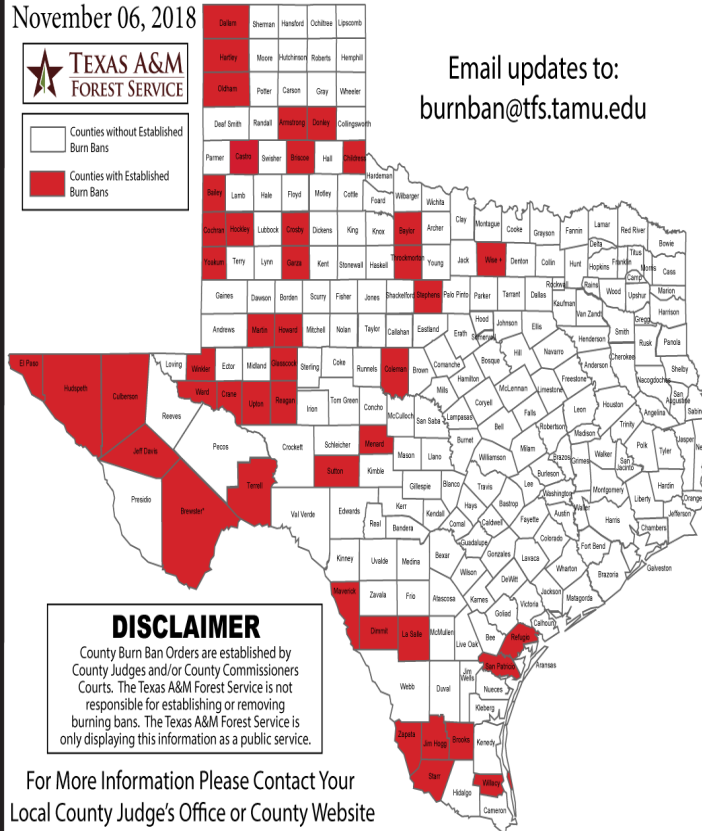 November 06, 2018
TEXAS A&M
FOREST SERVICE
Counties without Established
Burn Bans
Counties with Established
Burn Bans
Email updates to:
burnban@tfs.tamu.edu
Dallam Sherman Hansford Ochiltree Lipscomb
Hartley Moore Hutchinson Roberts Hemphill
Oldham Potter Carson Gray Wheeler
Deaf Smith Randall Armstrong Donley Collingsworth
Parmer Castro Swisher Briscoe Hall Childress
Hardeman
Bailey Lamb Hale Floyd Motley Cottle Foard Wilbarger Wichita
Clay Montague Cooke Grayson Fannin Lamar Red River Bowie
Cochran Hockley Lubbock Crosby Dickens King Knox Baylor Archer
Delta Titus Hopkins Franklin Morris Cass Camp
Yoakum Terry Lynn Garza Kent Stonewall Haskell Throckmorton Young Jack Wise + Denton Collin Hunt
Rockwall Rains Wood Upshur Marion
Gaines Dawson Borden Scurry Fisher Jones Shackelford Stephens Palo Pinto Parker Tarrant Dallas Kaufman Van Zandt Gregg Harrison
Andrews Martin Howard Mitchell Nolan Taylor Callahan Eastland Erath Hood Somervell Johnson Ellis Henderson Smith Rusk Panola
El Paso Hudspeth Culberson Loving Winkler Ector Midland Glasscock Sterling Coke Runnels Coleman Brown Comanche Bosque Hill Navarro Freestone Anderson Cherokee Nacogdoches Shelby
Reeves Ward Crane Upton Reagan Irion Tom Green Concho McCulloch San Saba Mills Hamilton Lampasas Coryell McLennan Limestone Falls Leon Houston Angelina San Augustine Sabin
Jeff Davis Pecos Crockett Schleicher Menard Mason Llano Burnet Bell Williamson Milam Robertson Madison Trinity Polk Tyler Jasper Ne
Presidio Brewster* Terrell Val Verde Sutton Kimble Gillespie Blanco Travis Lee Burleson Brazos Grimes Walker San Jacinto Hardin Orange
Edwards Real Kerr Bandera Kendall Comal Hays Caldwell Bastrop Fayette Washington Austin Waller Montgomery Liberty Harris Chambers Jefferson
Kinney Uvalde Medina Bexar Guadalupe Gonzales Lavaca Colorado Wharton Fort Bend Brazoria Galveston
Maverick Zavala Frio Atascosa Wilson Karnes DeWitt Victoria Jackson Matagorda
Dimmit La Salle McMullen Live Oak Bee Goliad Refugio Calhoun
Webb Duval Jim Wells San Patricio Aransas Nueces Kleberg
Zapata Jim Hogg Brooks Kenedy
Starr Hidalgo Willacy Cameron
DISCLAIMER
County Burn Ban Orders are established by
County Judges and/or County Commissioners
Courts. The Texas A&M Forest Service is not
responsible for establishing or removing
burning bans. The Texas A&M Forest Service is
only displaying this information as a public service.
For More Information Please Contact Your
Local County Judge's Office or County Website